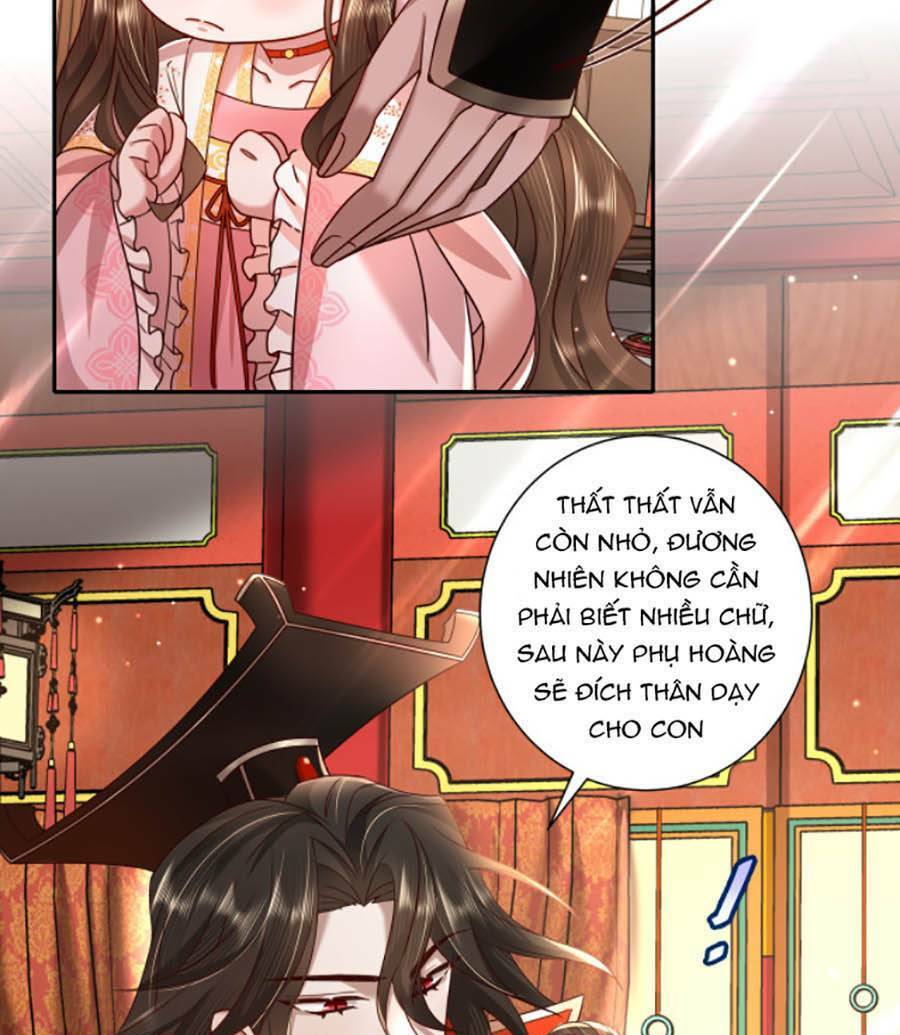 THẤT THẤT VẪN
CÒN NHỎ, ĐƯƠNG
NHIÊN KHÔNG CẦN
PHẢI BIẾT NHIỀU CHỮ,
SAU NÀY PHỤ HOÀNG
SẼ ĐÍCH THÂN DẠY
CHO CON
!